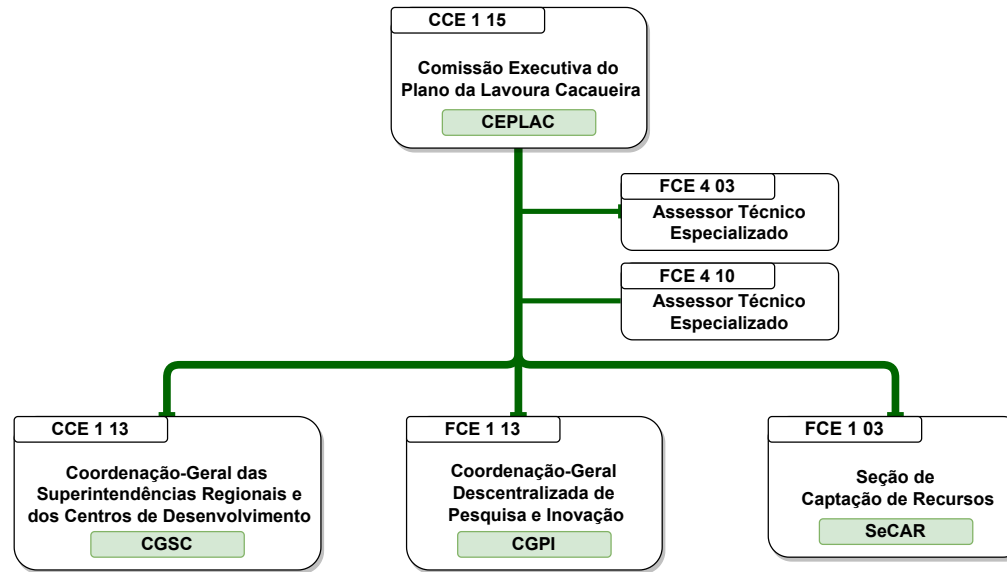 CCE 1 15
Comissão Executiva do
Plano da Lavoura Cacaueira
CEPLAC
FCE 4 03
Assessor Técnico
Especializado
FCE 4 10
Assessor Técnico
Especializado
CCE 1 13
Coordenação-Geral das
Superintendências Regionais e
dos Centros de Desenvolvimento
CGSC
FCE 1 13
Coordenação-Geral
Descentralizada de
Pesquisa e Inovação
CGPI
FCE 1 03
Seção de
Captação de Recursos
SeCAR